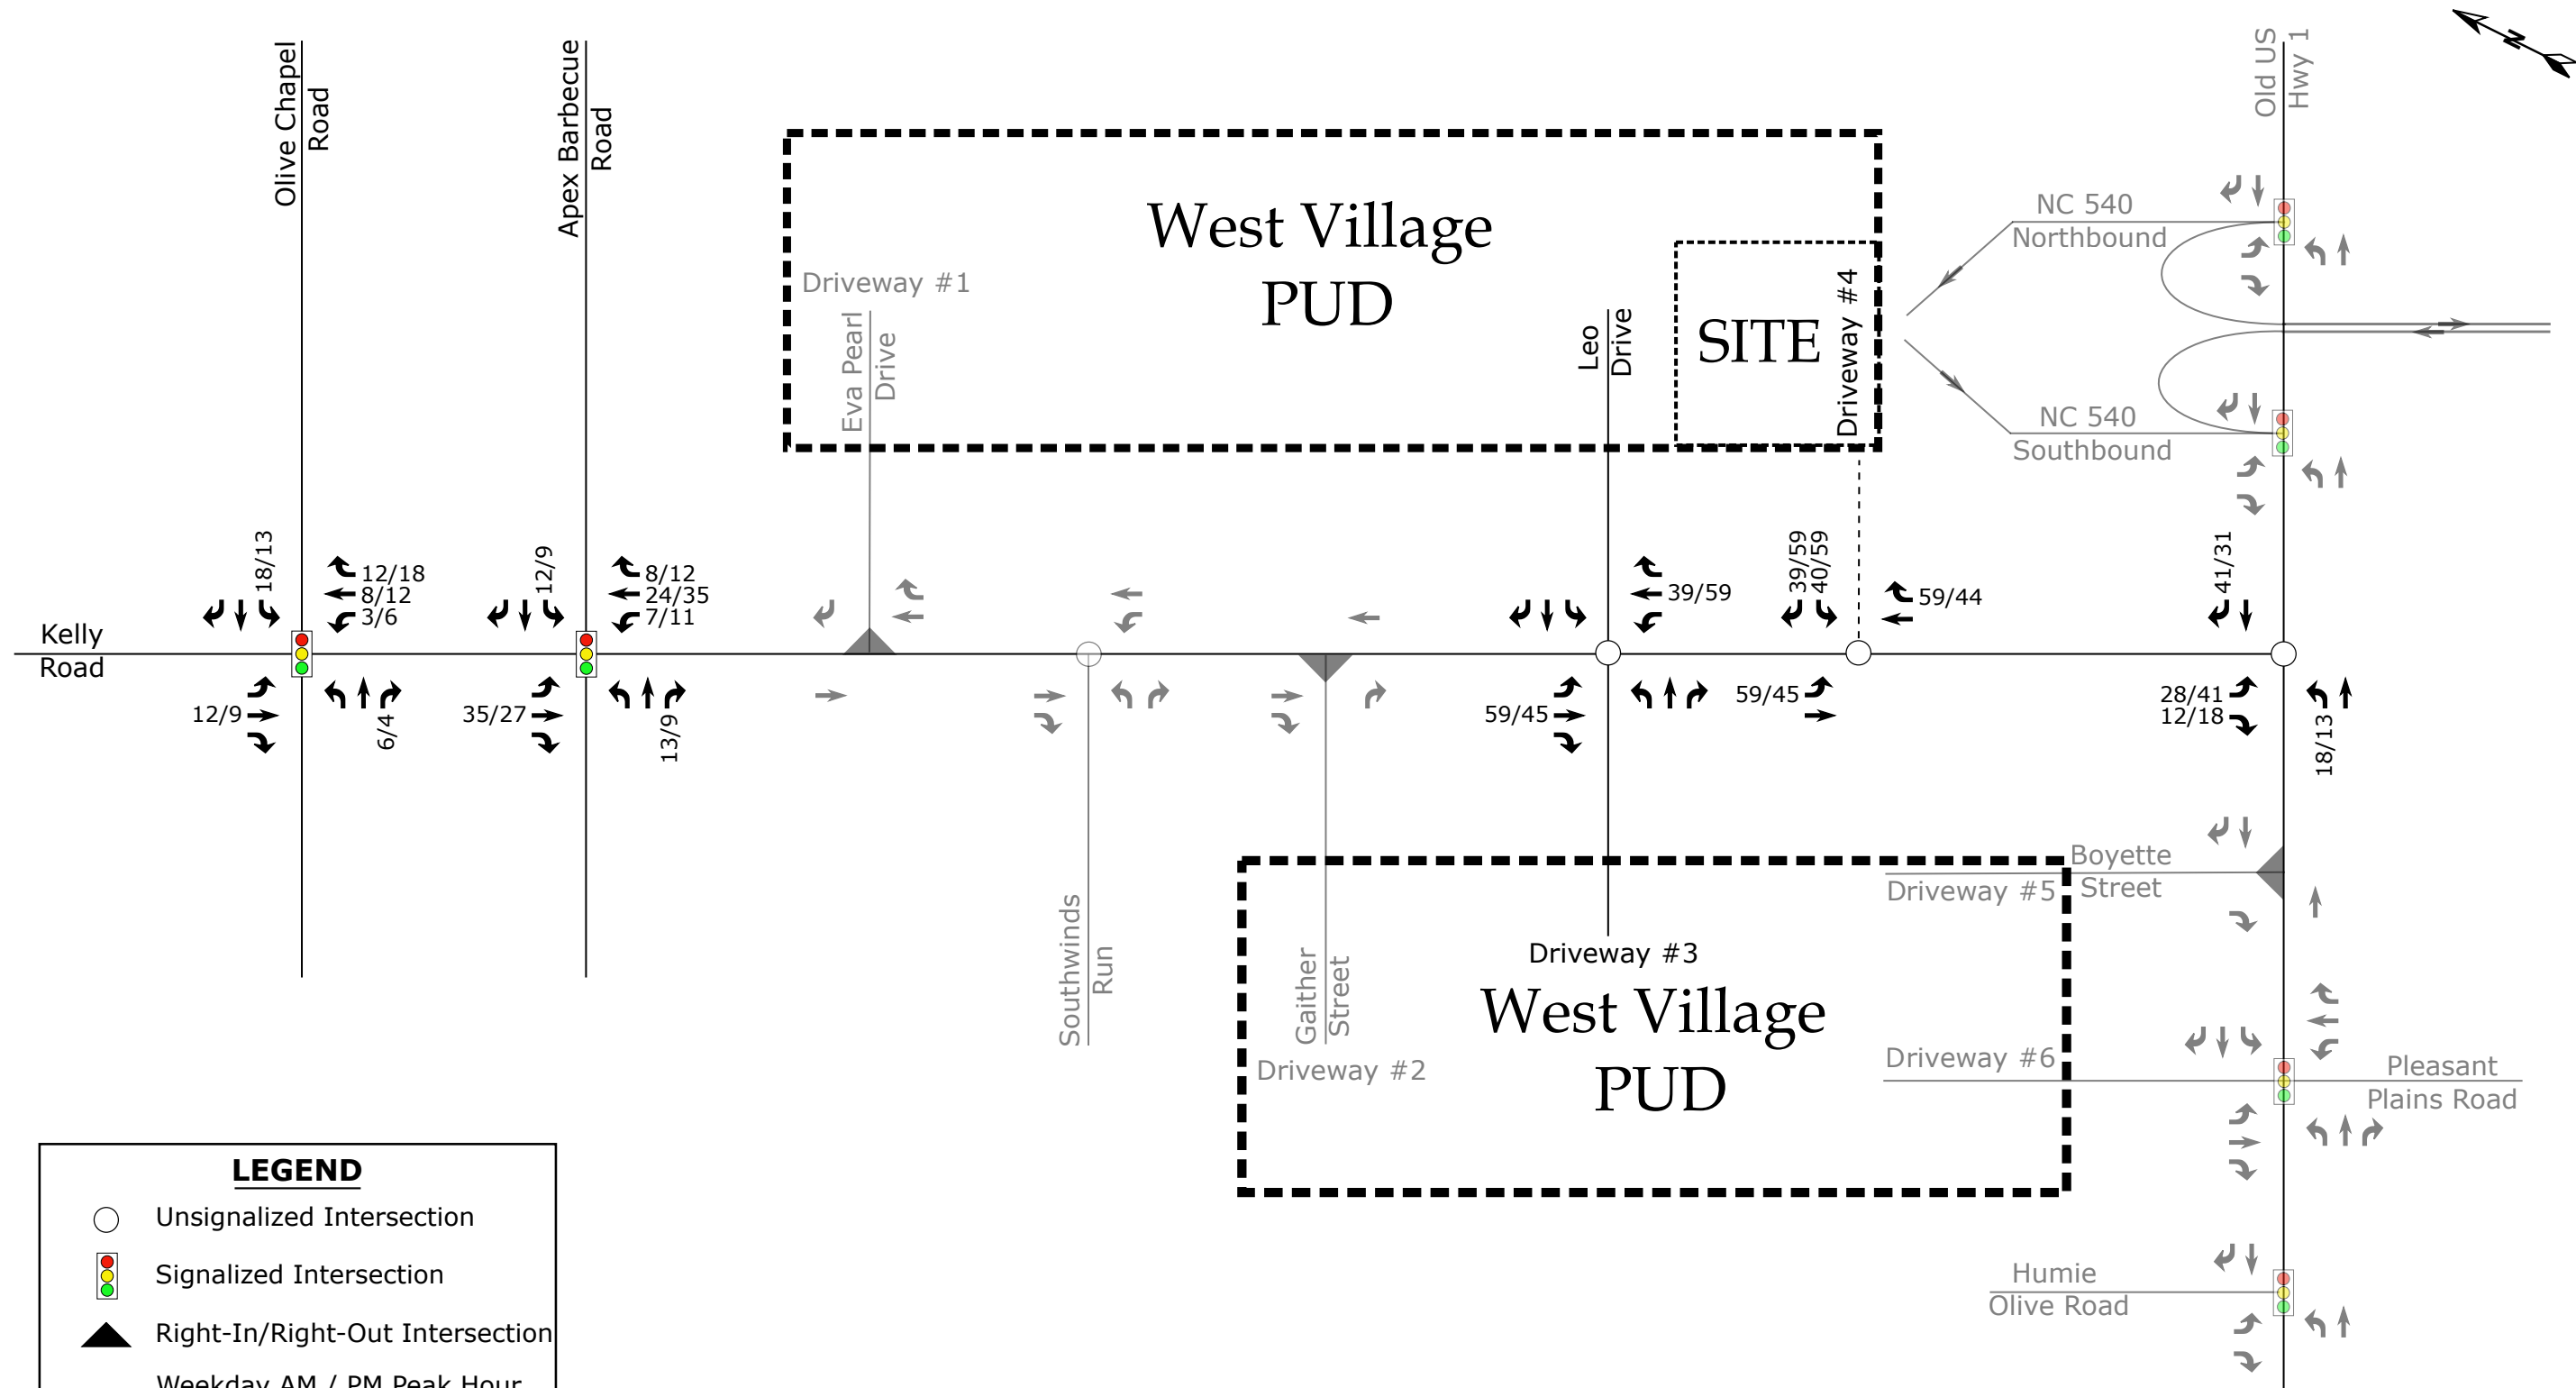 Olive Chapel
Road
Apex Barbecue
Road
Old US
Hwy 1
N
West Village
PUD
Driveway #1
Eva Pearl
Drive
Leo
Drive
SITE
Driveway #4
NC 540
Northbound
NC 540
Southbound
Kelly
Road
18/13
12/18
8/12
3/6
12/9
6/4
12/9
8/12
24/35
7/11
35/27
13/9
39/59
59/45
39/59
40/59
59/44
59/45
41/31
28/41
12/18
18/13
Southwinds
Run
Gaither
Street
Driveway #2
Driveway #3
West Village
PUD
Boyette
Street
Driveway #5
Driveway #6
Pleasant
Plains Road
Humie
Olive Road
LEGEND
Unsignalized Intersection
Signalized Intersection
Right-In/Right-Out Intersection
Weekday AM / PM Peak Hour